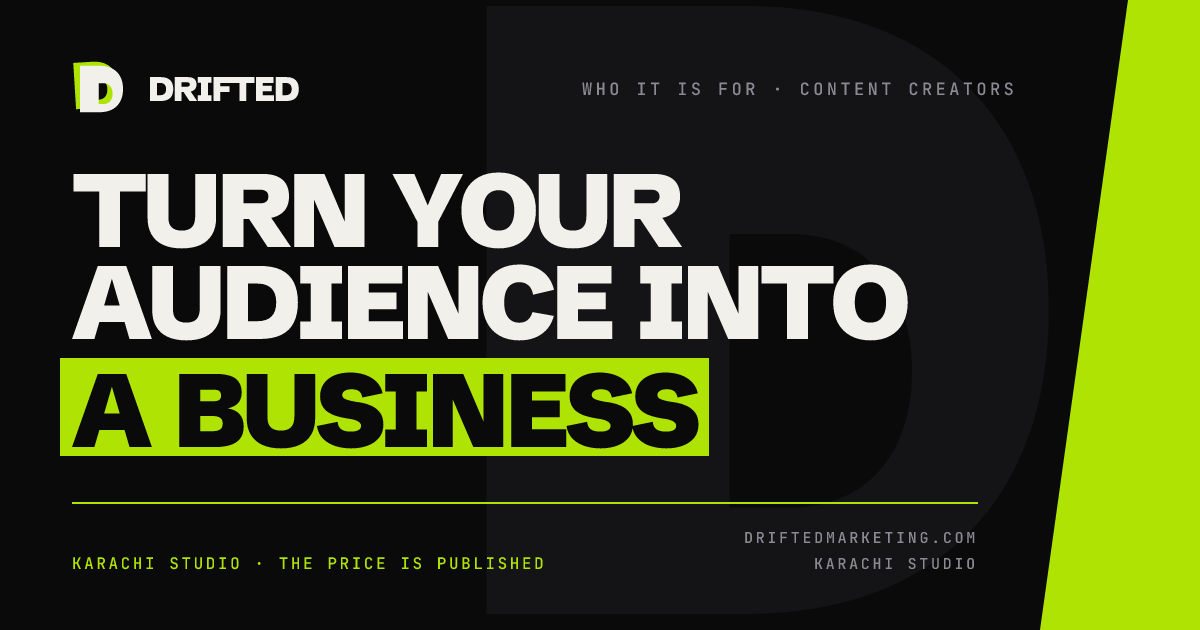 DRIFTED
WHO IT IS FOR · CONTENT CREATORS
TURN YOUR
AUDIENCE INTO
A BUSINESS
DRIFTEDMARKETING.COM
KARACHI STUDIO · THE PRICE IS PUBLISHED
KARACHI STUDIO